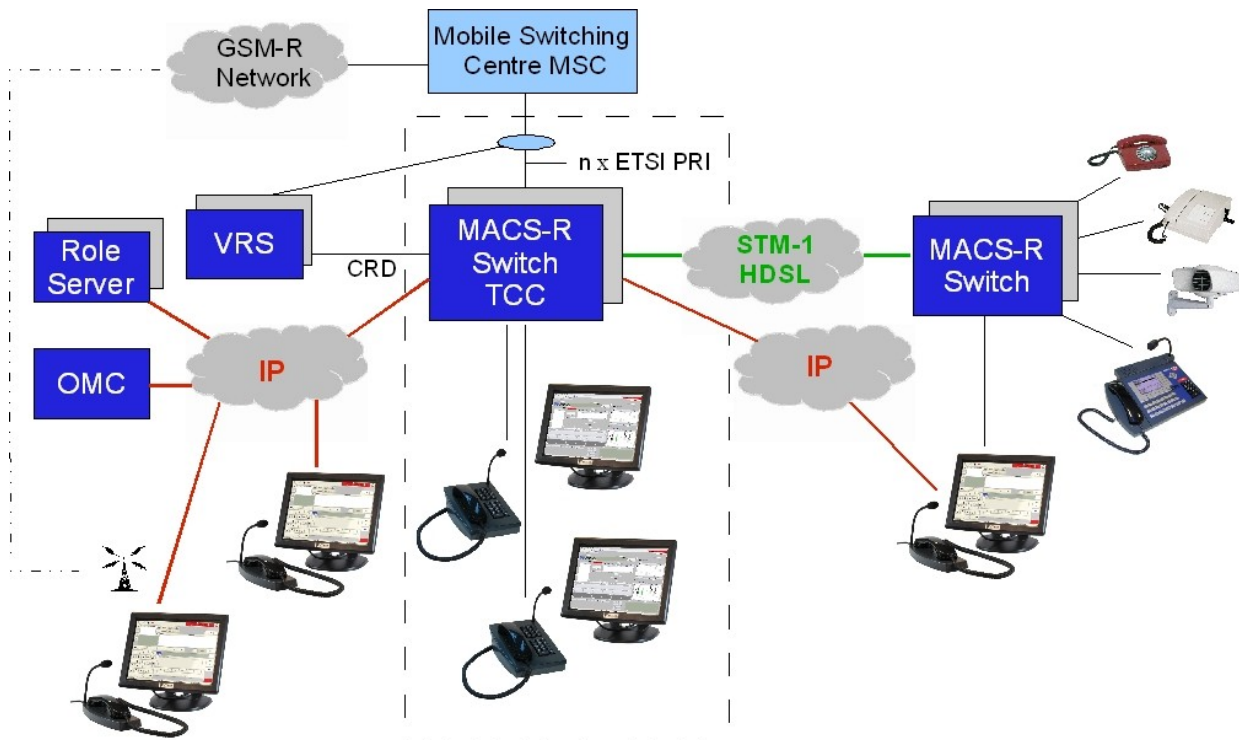 GSM-R
Network
Mobile Switching
Centre MSC
n x ETSI PRI
Role
Server
VRS
CRD
MACS-R
Switch
TCC
STM-1
HDSL
MACS-R
Switch
OMC
IP
IP